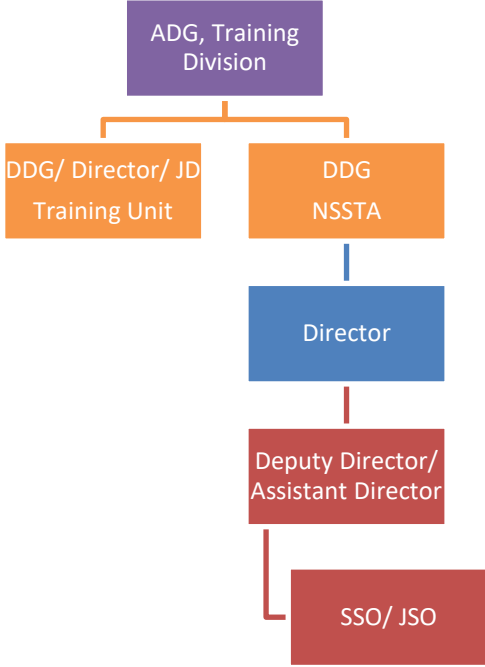 ADG, Training
Division
DDG/ Director/ JD
Training Unit
DDG
NSSTA
Director
Deputy Director/
Assistant Director
SSO/ JSO